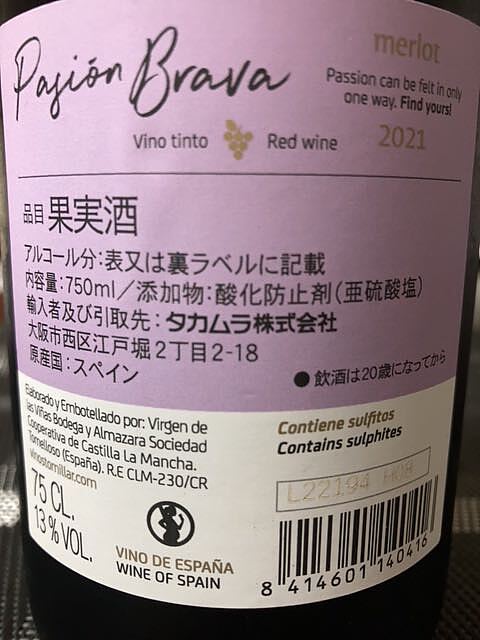 Pasión Brava
merlot
Passion can be felt in only
one way. Find yours!
Vino tinto Red wine
2021
品目 果実酒
アルコール分:表又は裏ラベルに記載
内容量:750ml/添加物:酸化防止剤(亜硫酸塩)
輸入者及び引取先:タカムラ株式会社
大阪市西区江戸堀2丁目2-18
原産国:スペイン
●飲酒は20歳になってから
Elaborado y Embotellado por: Virgen de
las Viñas Bodega y Almazara Sociedad
Cooperativa de Castilla La Mancha.
Tomelloso (España). R.E CLM-230/CR
vinostomillar.com
75 CL.
13 % VOL.
VINO DE ESPAÑA
WINE OF SPAIN
Contiene sulfitos
Contains sulphites
L22194 H08
8 414601 140416